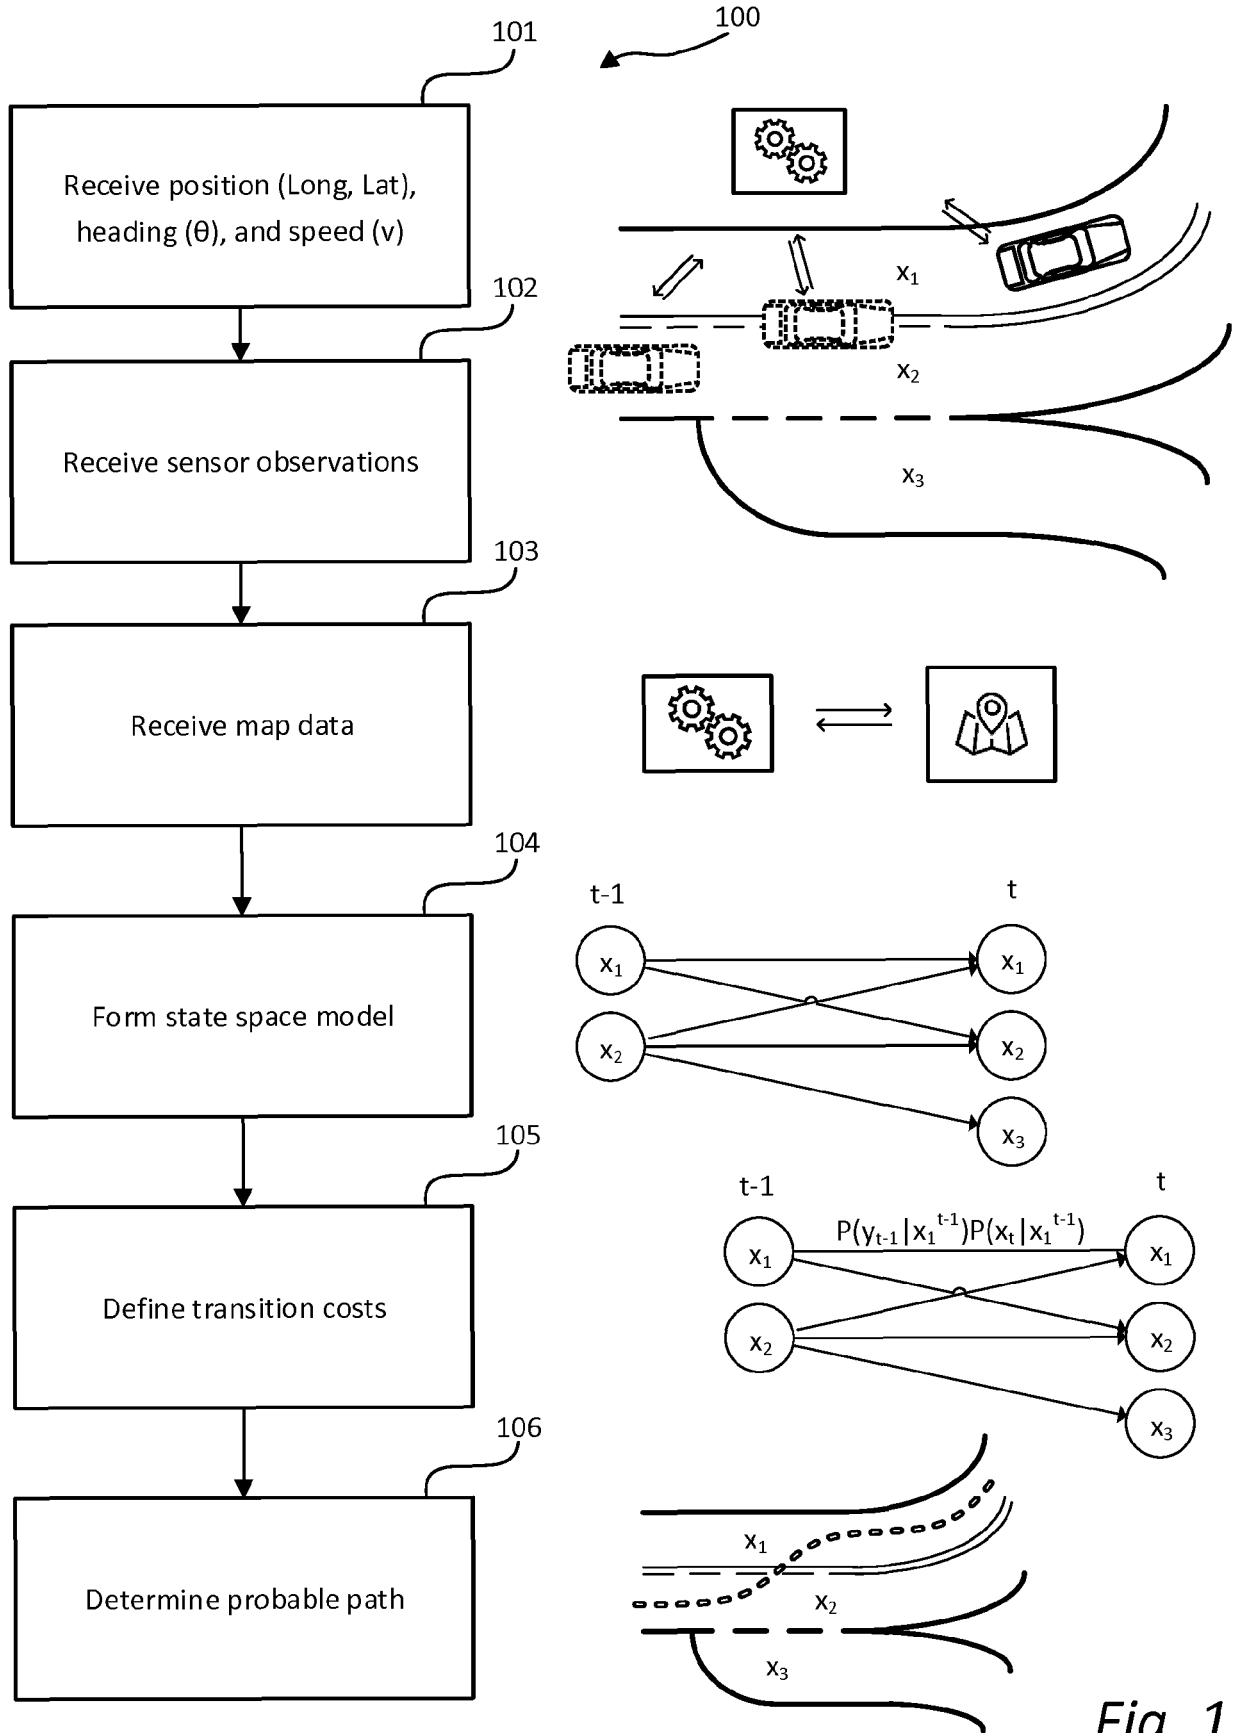 100
101
Receive position (Long, Lat),
heading (θ), and speed (v)
x₁
x₂
x₃
102
Receive sensor observations
103
Receive map data
104
Form state space model
t-1 t
x₁ x₁
x₂ x₂
x₃
105
Define transition costs
t-1 t
P(yₜ₋₁|x₁ᵗ⁻¹)P(xₜ|x₁ᵗ⁻¹)
x₁ x₁
x₂ x₂
x₃
106
Determine probable path
x₁
x₂
x₃
Fig. 1